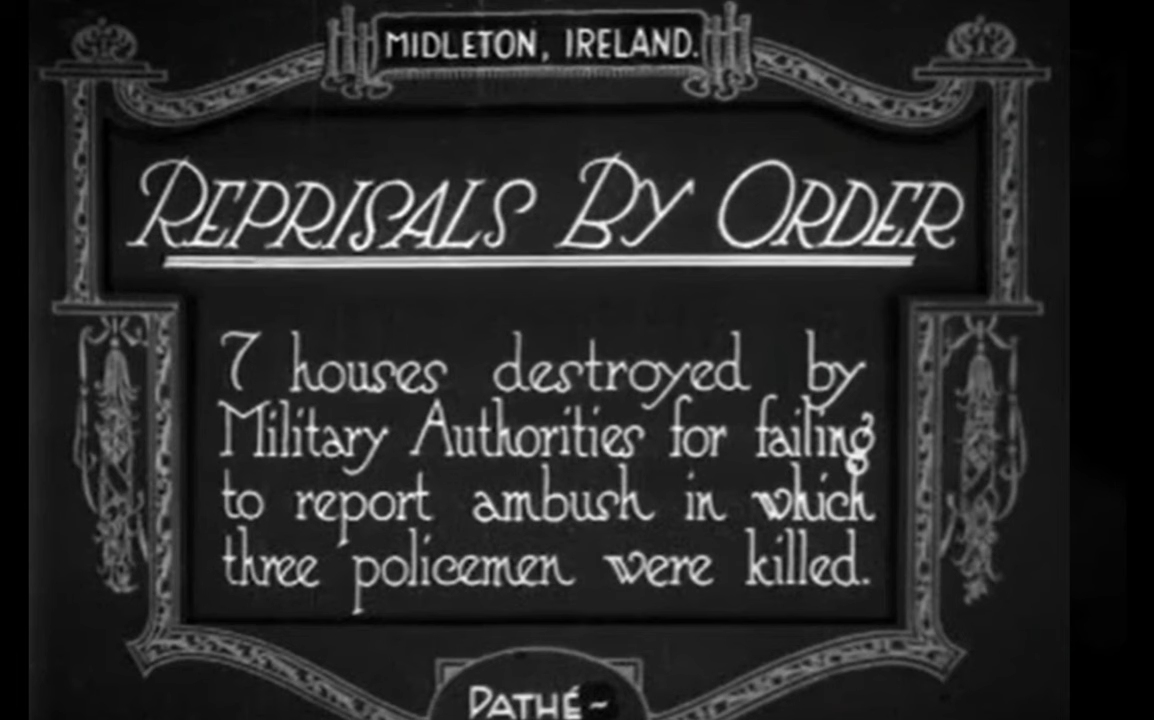 MIDLETON, IRELAND.
REPRISALS BY ORDER
7 houses destroyed by
Military Authorities for failing
to report ambush in which
three policemen were killed.
PATHÉ~